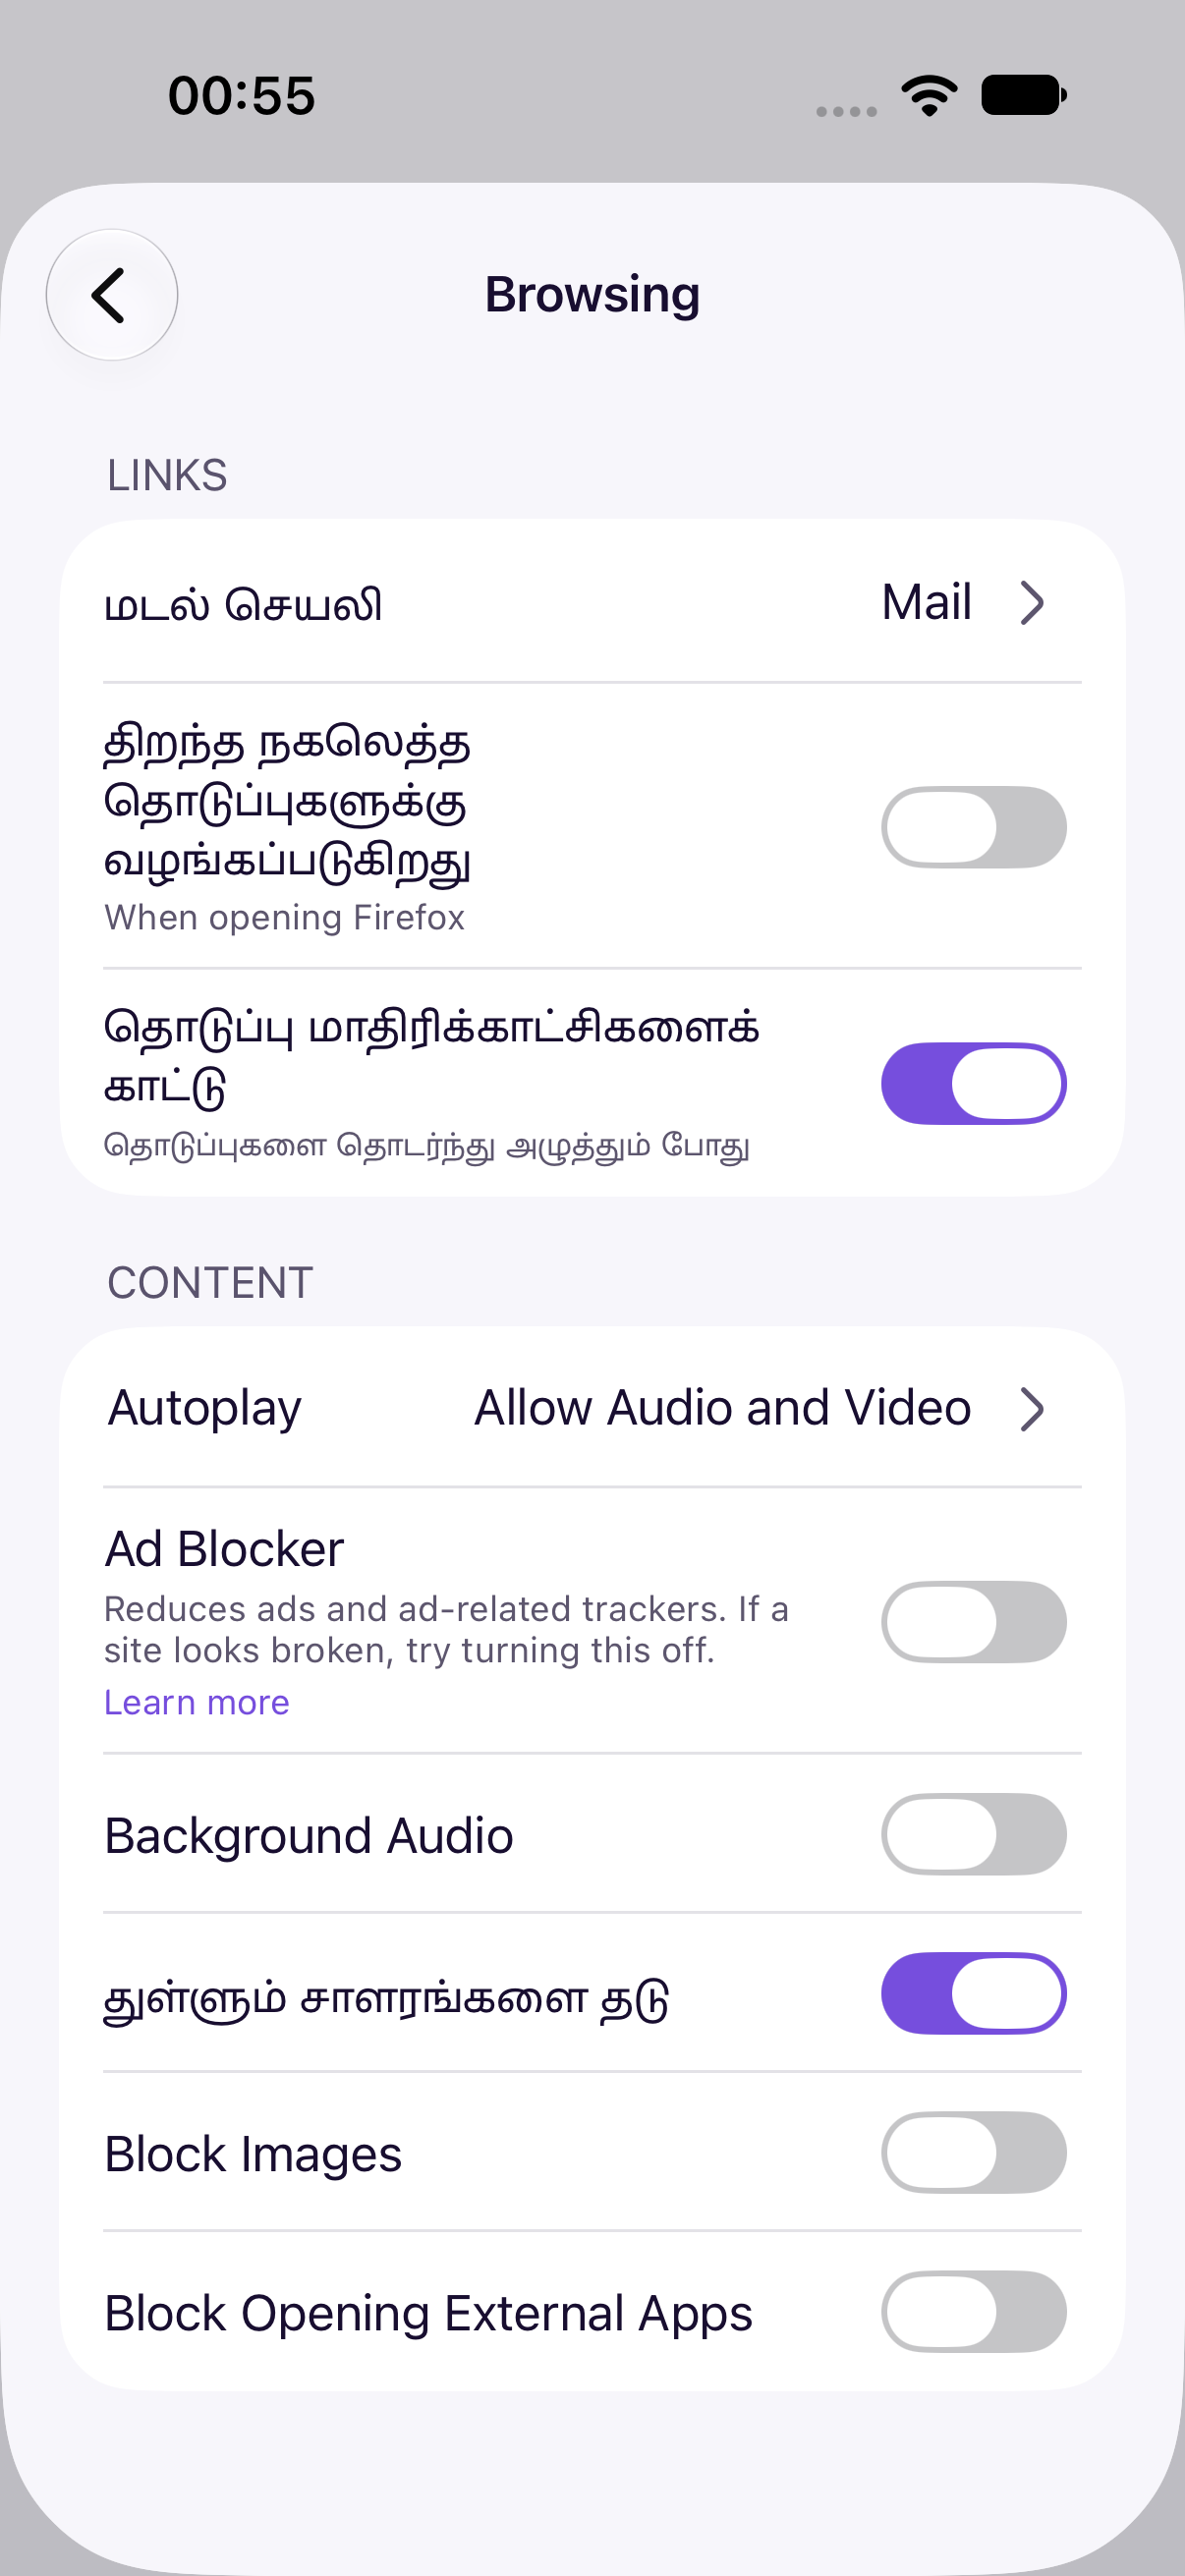 00:55
Browsing
LINKS
மடல் செயலி
Mail
திறந்த நகலெத்த
தொடுப்புகளுக்கு
வழங்கப்படுகிறது
When opening Firefox
தொடுப்பு மாதிரிக்காட்சிகளைக்
காட்டு
தொடுப்புகளை தொடர்ந்து அழுத்தும் போது
CONTENT
Autoplay
Allow Audio and Video
Ad Blocker
Reduces ads and ad-related trackers. If a
site looks broken, try turning this off.
Learn more
Background Audio
துள்ளும் சாளரங்களை தடு
Block Images
Block Opening External Apps